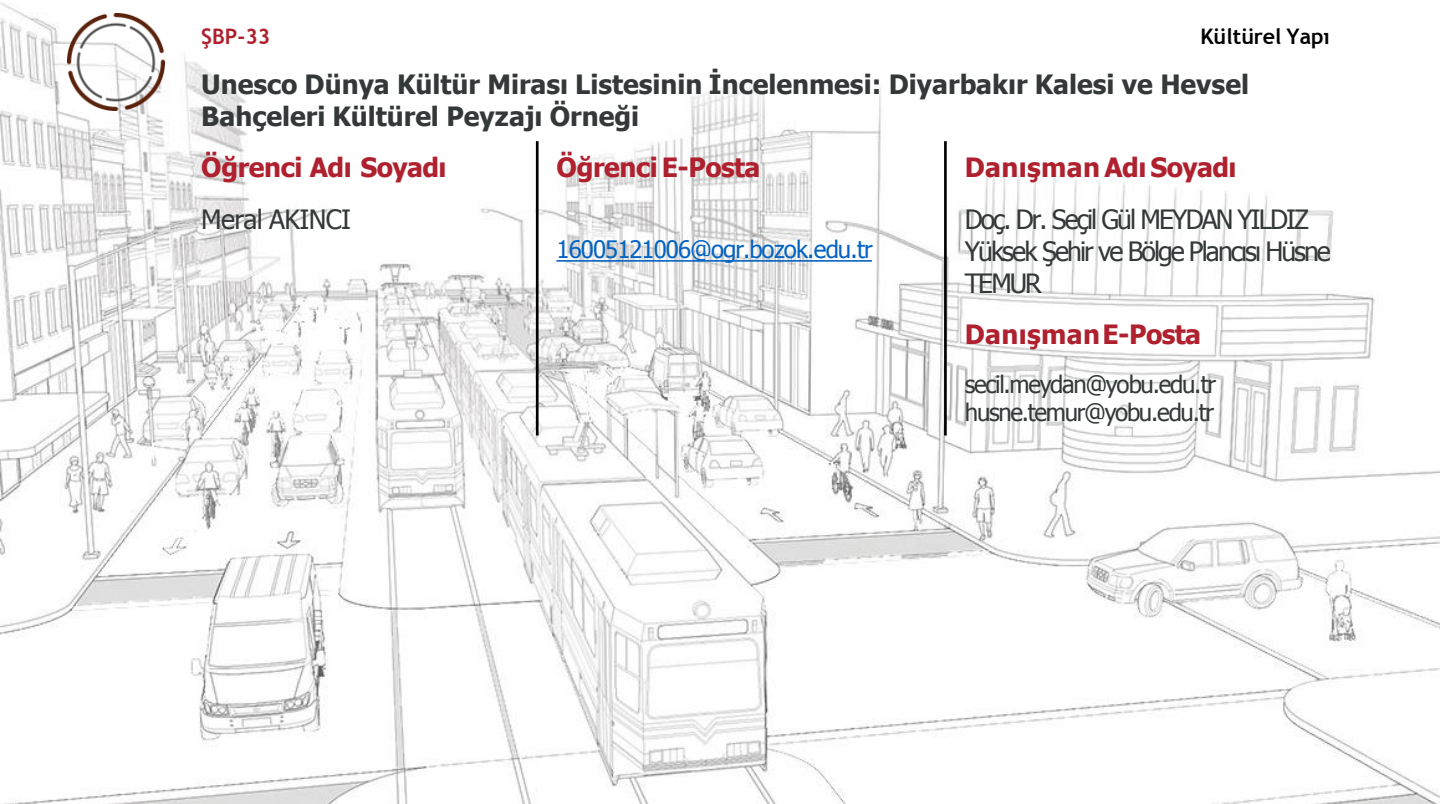 ŞBP-33
Kültürel Yapı
Unesco Dünya Kültür Mirası Listesinin İncelenmesi: Diyarbakır Kalesi ve Hevsel
Bahçeleri Kültürel Peyzajı Örneği
Öğrenci Adı Soyadı
Meral AKINCI
Öğrenci E-Posta
16005121006@ogr.bozok.edu.tr
Danışman Adı Soyadı
Doç. Dr. Seçil Gül MEYDAN YILDIZ
Yüksek Şehir ve Bölge Plancısı Hüsne
TEMUR
Danışman E-Posta
secil.meydan@yobu.edu.tr
husne.temur@yobu.edu.tr